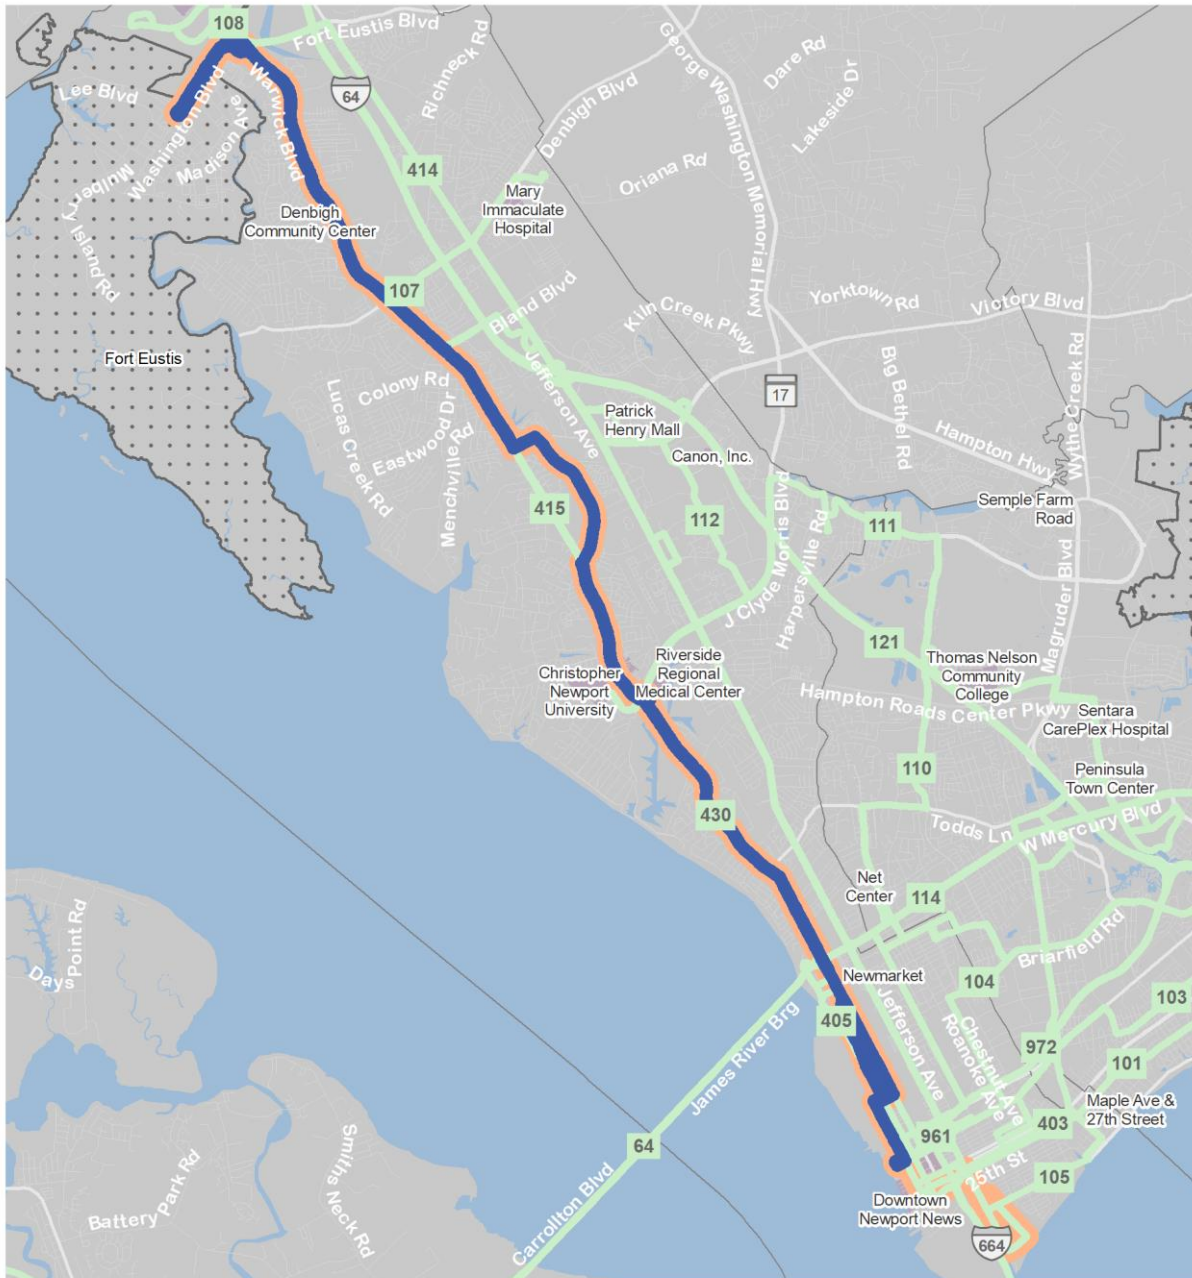 108
Fort Eustis Blvd
Richneck Rd
George Washington Memorial Hwy
Dare Rd
Lakeside Dr
Lee Blvd
Washington Blvd
Madison Ave
Warwick Blvd
64
Denbigh Blvd
Mulberry Island Rd
414
Oriana Rd
Mary
Immaculate
Hospital
Denbigh
Community Center
107
Bland Blvd
Kiln Creek Pkwy
Yorktown Rd
Victory Blvd
Fort Eustis
Colony Rd
Lucas Creek Rd
Eastwood Dr
Menchville Rd
Jefferson Ave
Patrick
Henry Mall
17
Big Bethel Rd
Wythe Creek Rd
Hampton Hwy
Canon, Inc.
415
112
J Clyde Morris Blvd
Harpersville Rd
111
Semple Farm
Road
Magruder Blvd
121
Christopher
Newport
University
Riverside
Regional
Medical Center
Thomas Nelson
Community
College
Hampton Roads Center Pkwy
Sentara
CarePlex Hospital
110
Peninsula
Town Center
430
Todds Ln
W Mercury Blvd
Net
Center
114
Days Point Rd
Briarfield Rd
Newmarket
104
103
405
Jefferson Ave
Chestnut Ave
Roanoke Ave
972
101
James River Brg
Maple Ave &
27th Street
961
403
64
25th St
105
Smiths Neck Rd
Battery Park Rd
Carrollton Blvd
Downtown
Newport News
664